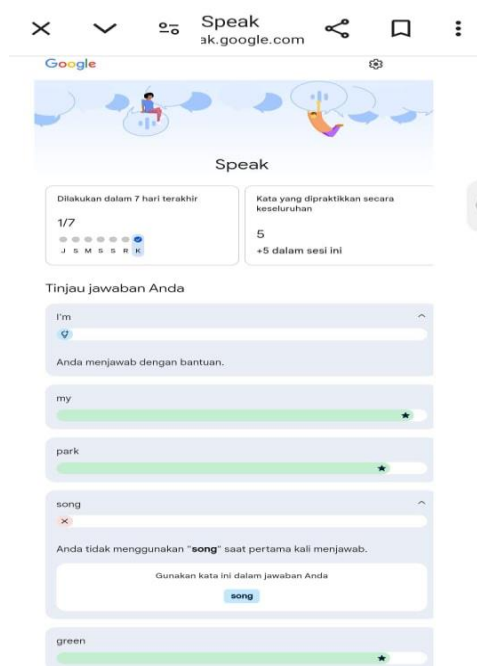 Speak
ak.google.com
Google
Speak
Dilakukan dalam 7 hari terakhir
1/7
J S M S S R K
Kata yang dipraktikkan secara
keseluruhan
5
+5 dalam sesi ini
Tinjau jawaban Anda
I'm
Anda menjawab dengan bantuan.
my
park
song
Anda tidak menggunakan "song" saat pertama kali menjawab.
Gunakan kata ini dalam jawaban Anda
song
green